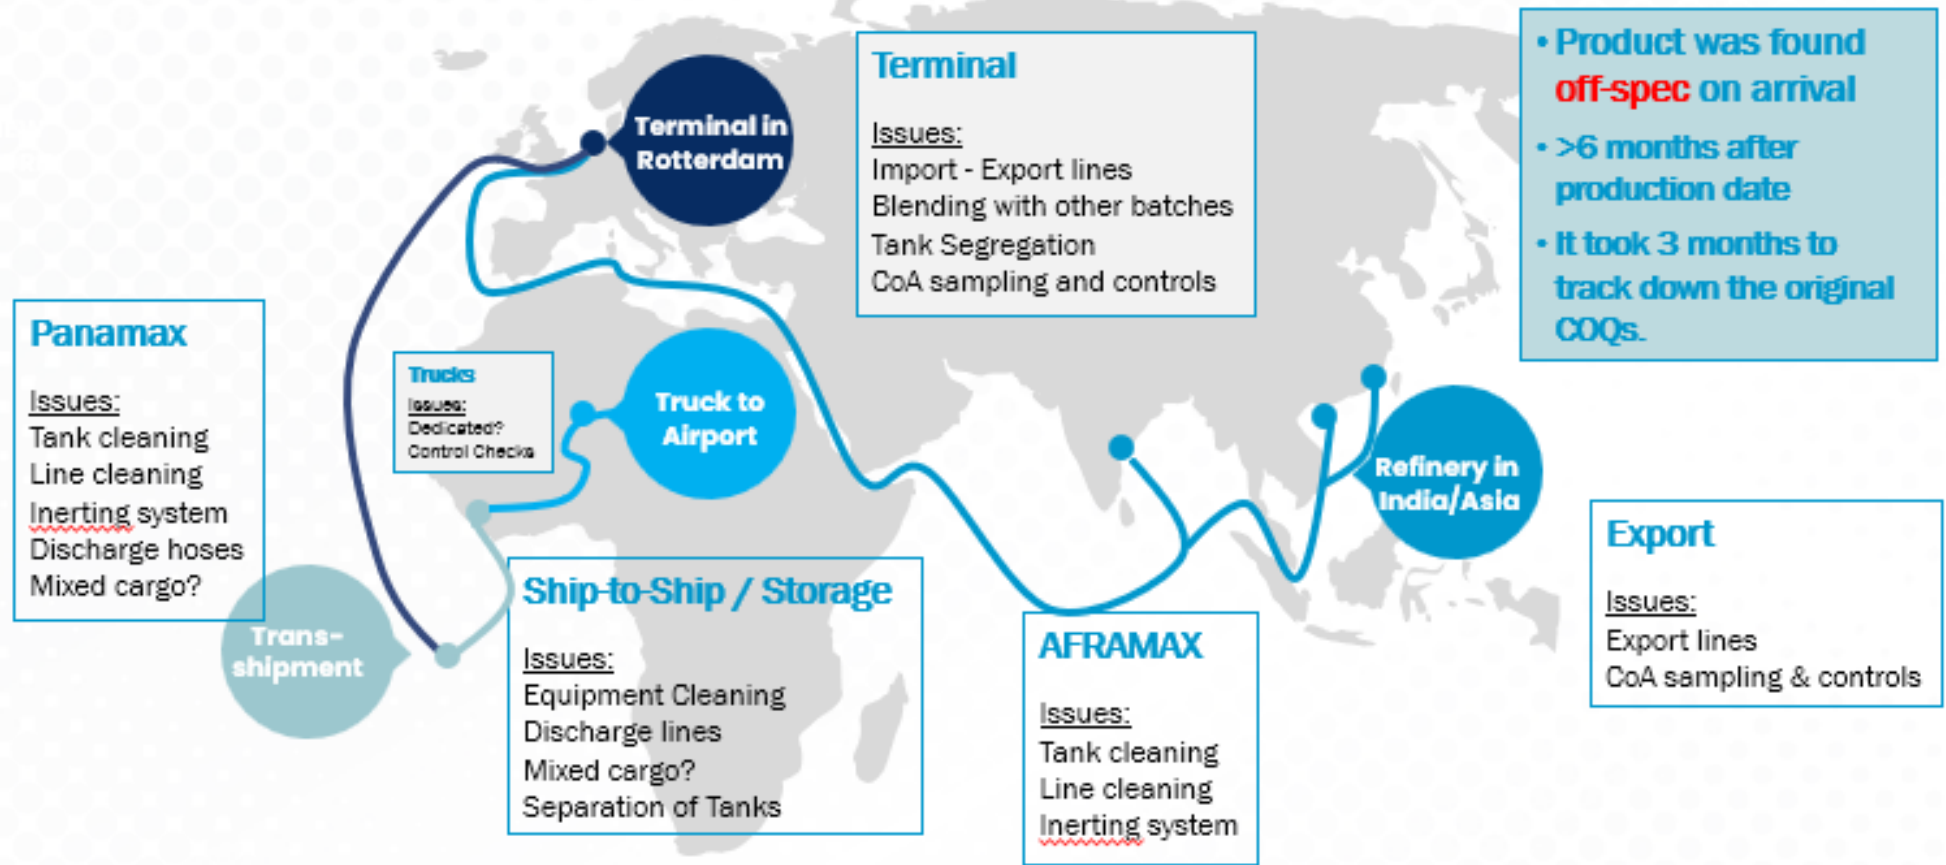 Terminal in
Rotterdam
Terminal
Issues:
Import - Export lines
Blending with other batches
Tank Segregation
CoA sampling and controls
• Product was found
off-spec on arrival
• >6 months after
production date
• It took 3 months to
track down the original
COQs.
Panamax
Issues:
Tank cleaning
Line cleaning
Inerting system
Discharge hoses
Mixed cargo?
Trucks
Issues:
Dedicated?
Control Checks
Truck to
Airport
Refinery in
India/Asia
Trans-
shipment
Ship-to-Ship / Storage
Issues:
Equipment Cleaning
Discharge lines
Mixed cargo?
Separation of Tanks
AFRAMAX
Issues:
Tank cleaning
Line cleaning
Inerting system
Export
Issues:
Export lines
CoA sampling & controls